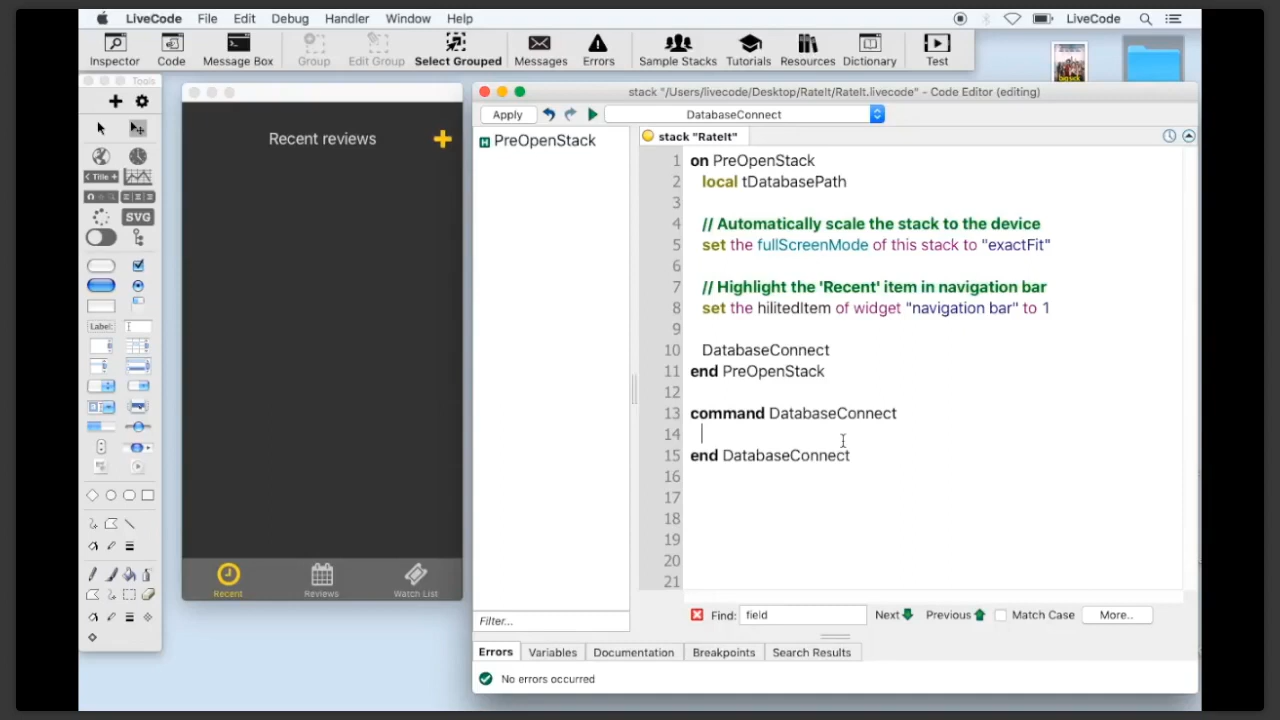 LiveCode File Edit Debug Handler Window Help LiveCode
Inspector Code Message Box Group Edit Group Select Grouped Messages Errors Sample Stacks Tutorials Resources Dictionary Test
Tools
stack "/Users/livecode/Desktop/RateIt/RateIt.livecode" - Code Editor (editing)
Apply DatabaseConnect
PreOpenStack
stack "RateIt"
Recent reviews
< Title +
SVG
Label:
1 on PreOpenStack
2 local tDatabasePath
3
4 // Automatically scale the stack to the device
5 set the fullScreenMode of this stack to "exactFit"
6
7 // Highlight the 'Recent' item in navigation bar
8 set the hilitedItem of widget "navigation bar" to 1
9
10 DatabaseConnect
11 end PreOpenStack
12
13 command DatabaseConnect
14
15 end DatabaseConnect
16
17
18
19
20
21
Recent Reviews Watch List
Filter...
Find: field Next Previous Match Case More..
Errors Variables Documentation Breakpoints Search Results
No errors occurred